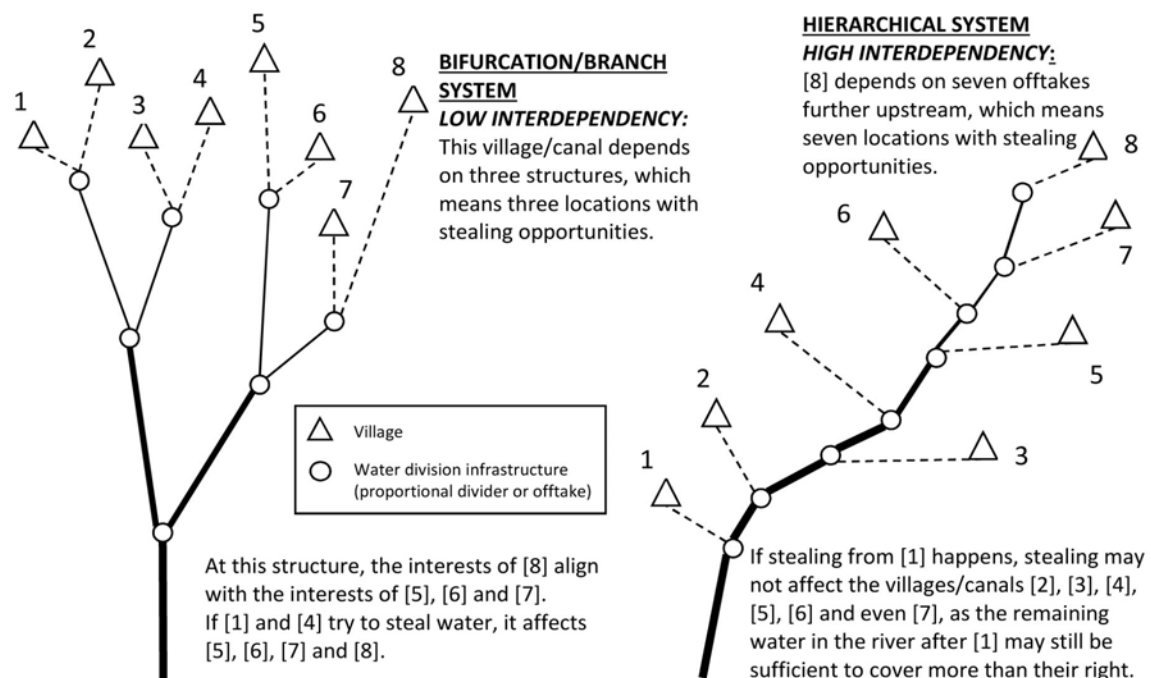 1
2
3
4
5
6
7
8
BIFURCATION/BRANCH
SYSTEM
LOW INTERDEPENDENCY:
This village/canal depends
on three structures, which
means three locations with
stealing opportunities.
Village
Water division infrastructure
(proportional divider or offtake)
At this structure, the interests of [8] align
with the interests of [5], [6] and [7].
If [1] and [4] try to steal water, it affects
[5], [6], [7] and [8].
HIERARCHICAL SYSTEM
HIGH INTERDEPENDENCY:
[8] depends on seven offtakes
further upstream, which means
seven locations with stealing
opportunities.
8
6
7
4
5
2
3
1
If stealing from [1] happens, stealing may
not affect the villages/canals [2], [3], [4],
[5], [6] and even [7], as the remaining
water in the river after [1] may still be
sufficient to cover more than their right.